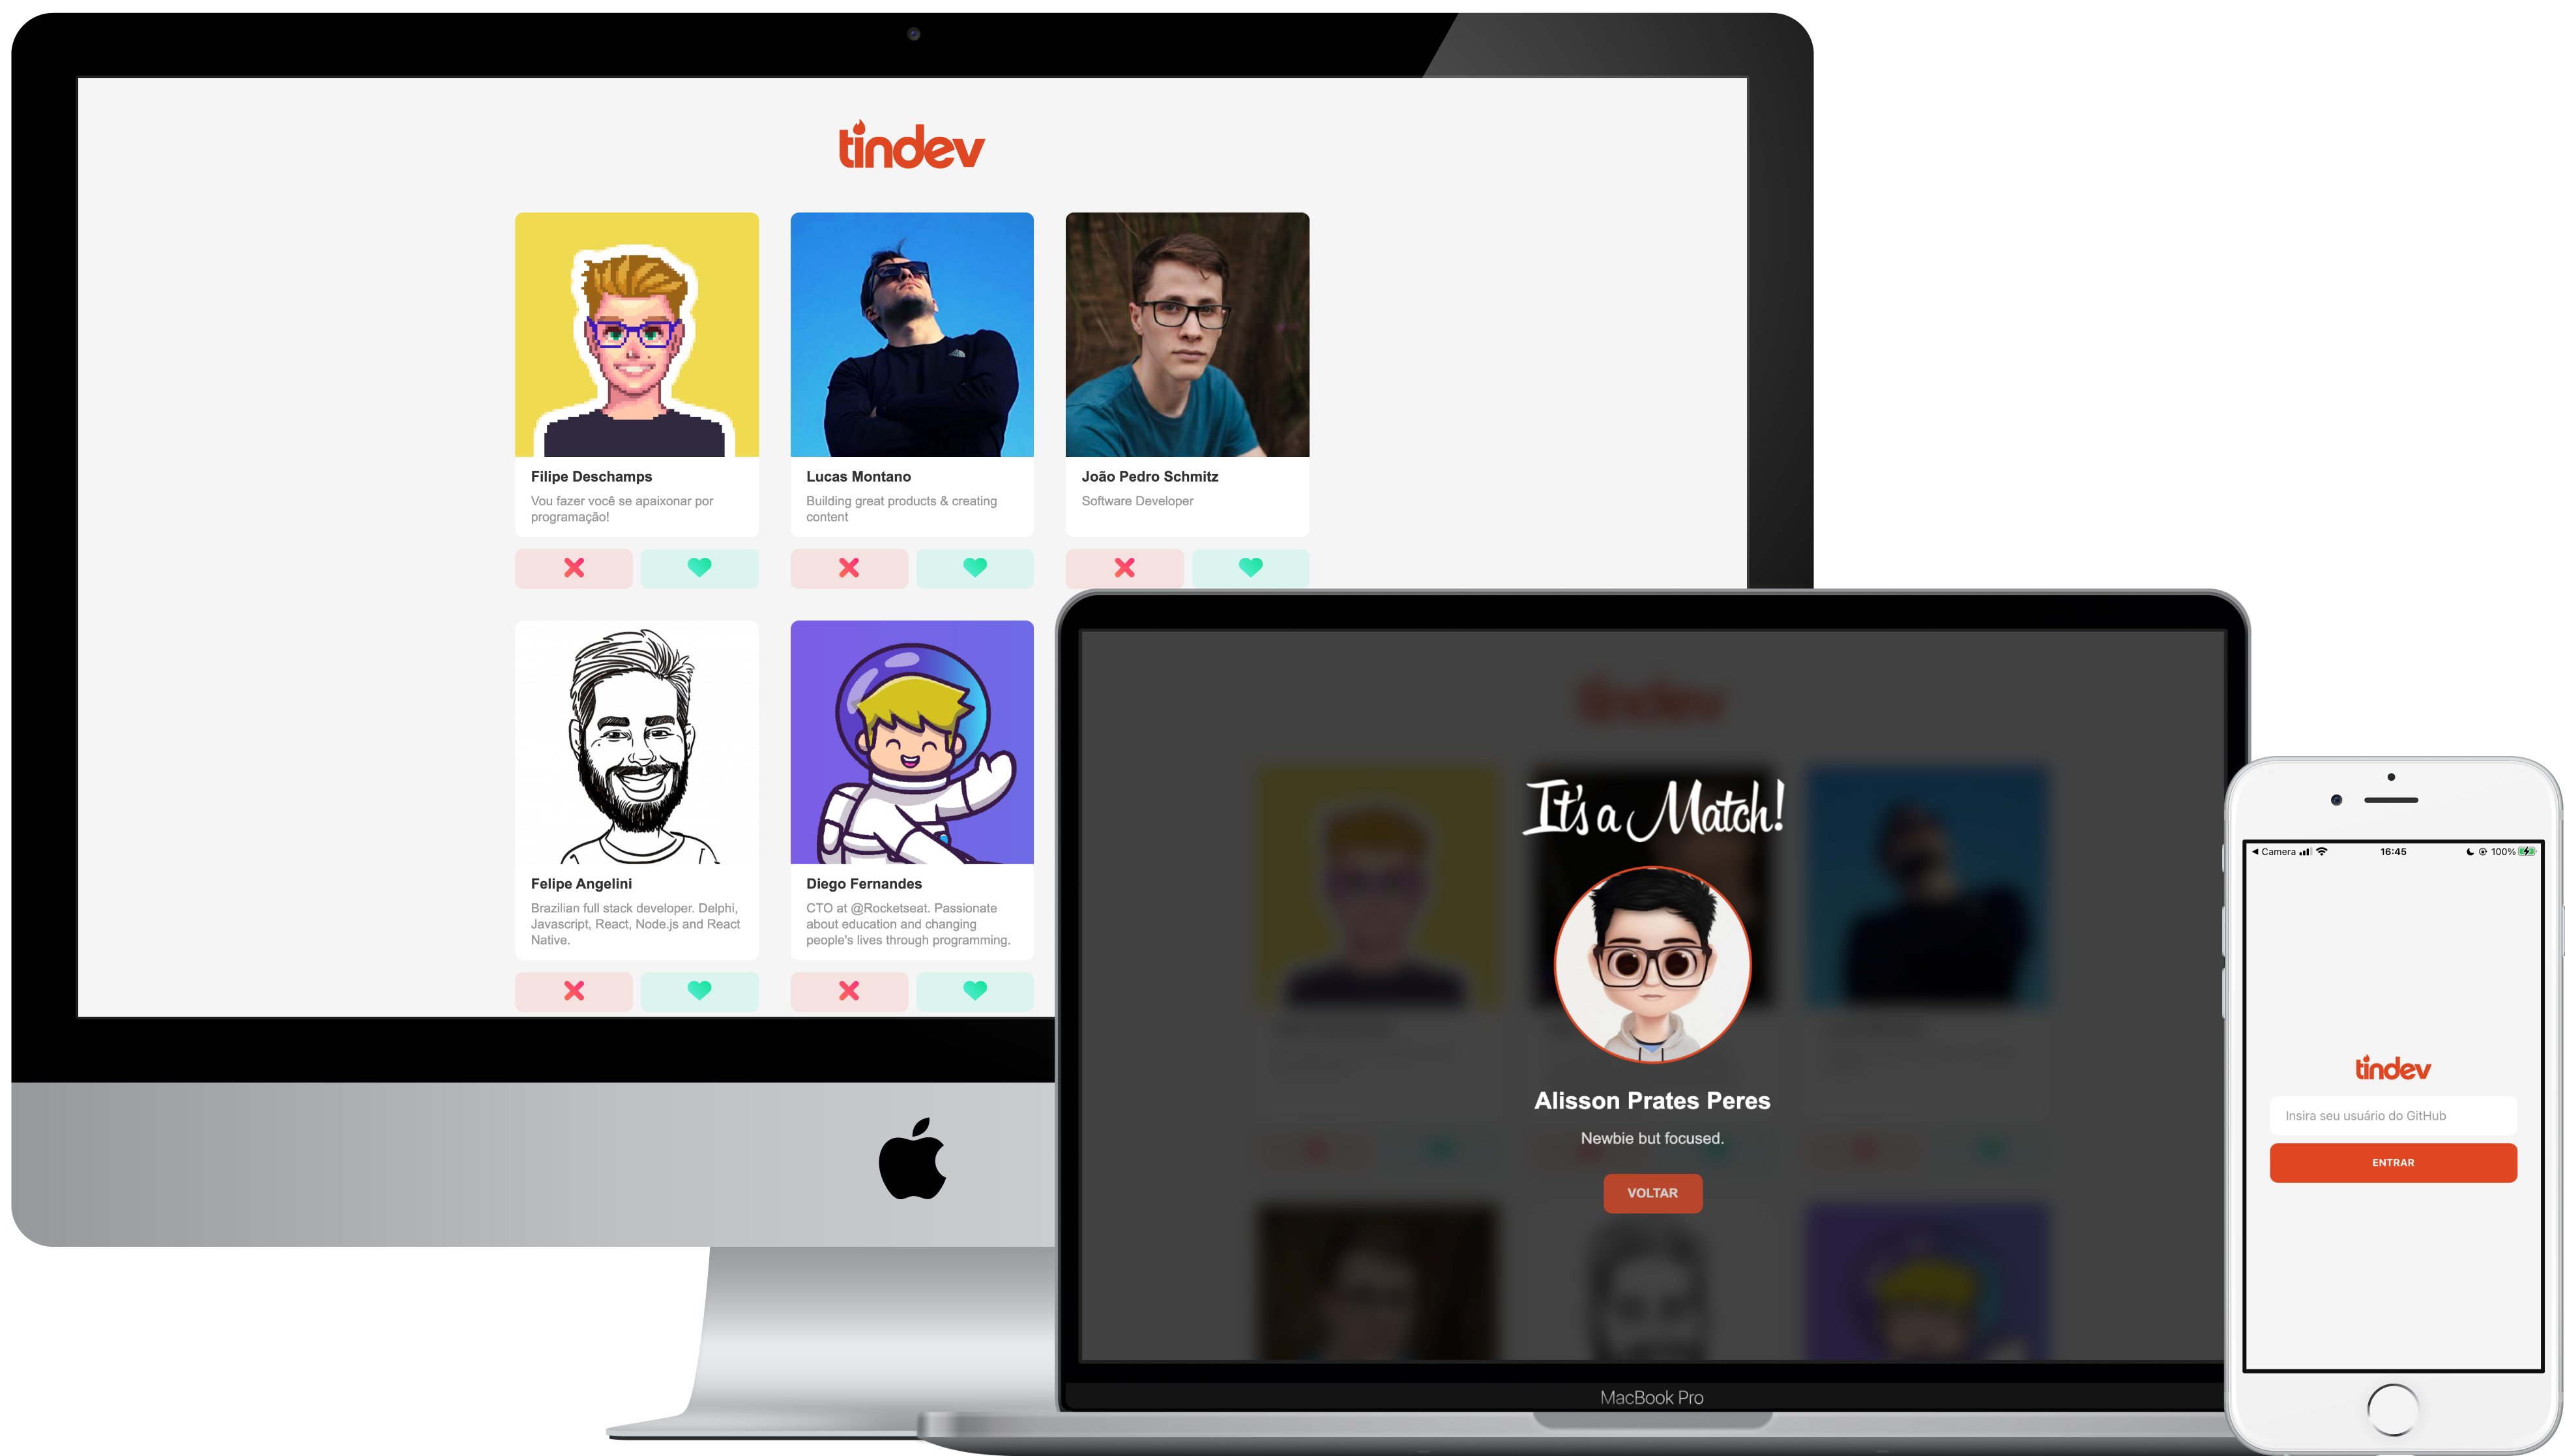 tindev
Filipe Deschamps
Vou fazer você se apaixonar por
programação!
Lucas Montano
Building great products & creating
content
João Pedro Schmitz
Software Developer
Felipe Angelini
Brazilian full stack developer. Delphi,
Javascript, React, Node.js and React
Native.
Diego Fernandes
CTO at @Rocketseat. Passionate
about education and changing
people's lives through programming.
tindev
It's a Match!
Alisson Prates Peres
Newbie but focused.
VOLTAR
MacBook Pro
Camera 16:45 100%
tindev
Insira seu usuário do GitHub
ENTRAR